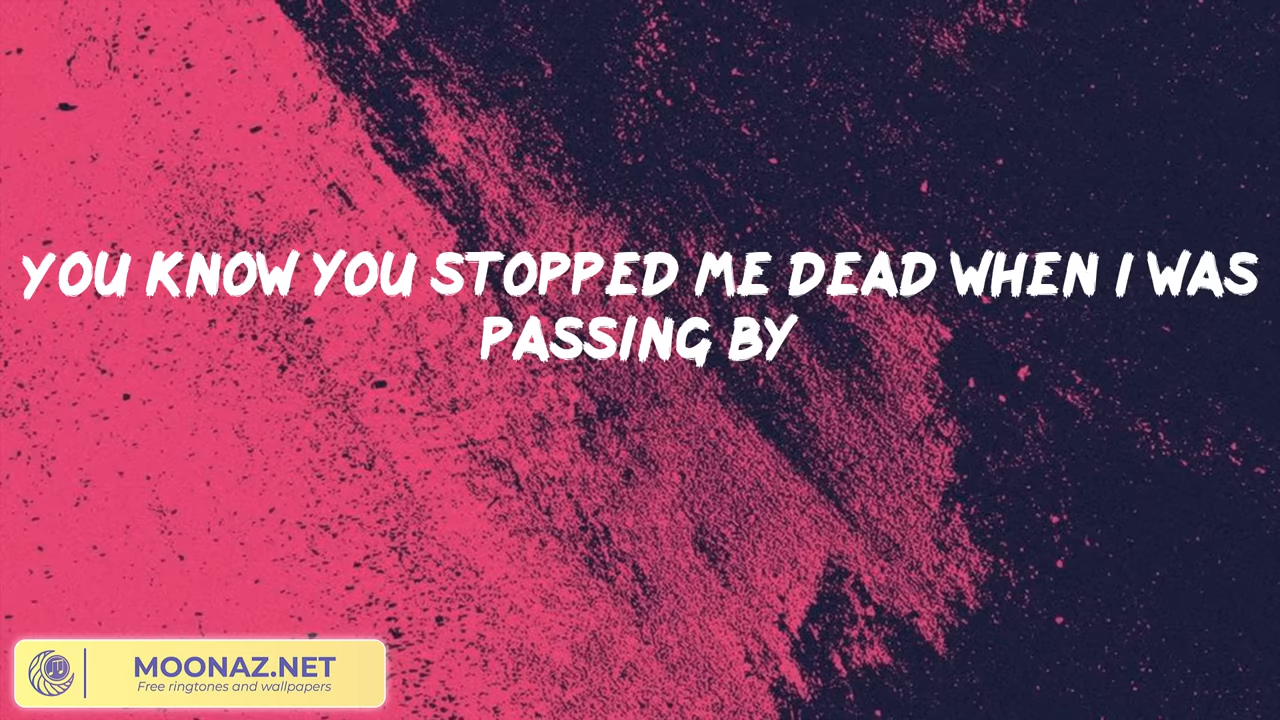 YOU KNOW YOU STOPPED ME DEAD WHEN I WAS
PASSING BY
MOONAZ.NET
Free ringtones and wallpapers